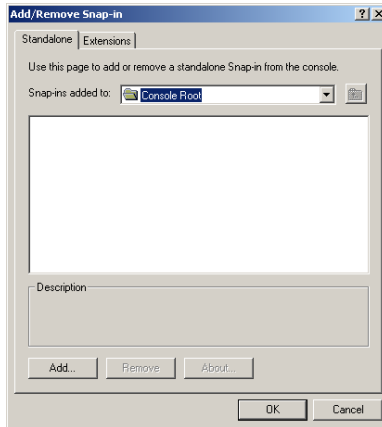 Add/Remove Snap-in
Standalone
Extensions
Use this page to add or remove a standalone Snap-in from the console.
Snap-ins added to:
Console Root
Description
Add...
Remove
About...
OK
Cancel